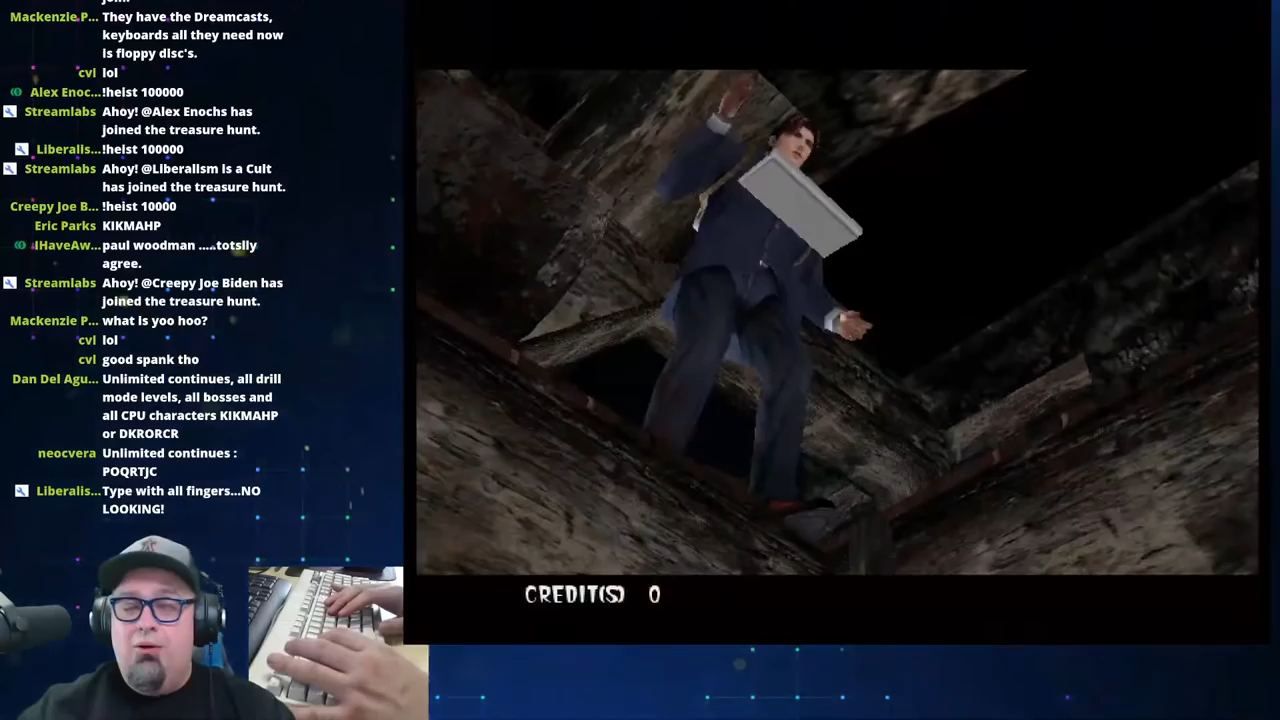 Mackenzie P... They have the Dreamcasts,
keyboards all they need now
is floppy disc's.
cvl lol
Alex Enoc... !heist 100000
Streamlabs Ahoy! @Alex Enochs has
joined the treasure hunt.
Liberalis... !heist 100000
Streamlabs Ahoy! @Liberalism is a Cult
has joined the treasure hunt.
Creepy Joe B... !heist 10000
Eric Parks KIKMAHP
IHaveAw... paul woodman .....totslly
agree.
Streamlabs Ahoy! @Creepy Joe Biden has
joined the treasure hunt.
Mackenzie P... what is yoo hoo?
cvl lol
cvl good spank tho
Dan Del Agu... Unlimited continues, all drill
mode levels, all bosses and
all CPU characters KIKMAHP
or DKRORCR
neocvera Unlimited continues :
POQRTJC
Liberalis... Type with all fingers...NO
LOOKING!
CREDIT(S) 0